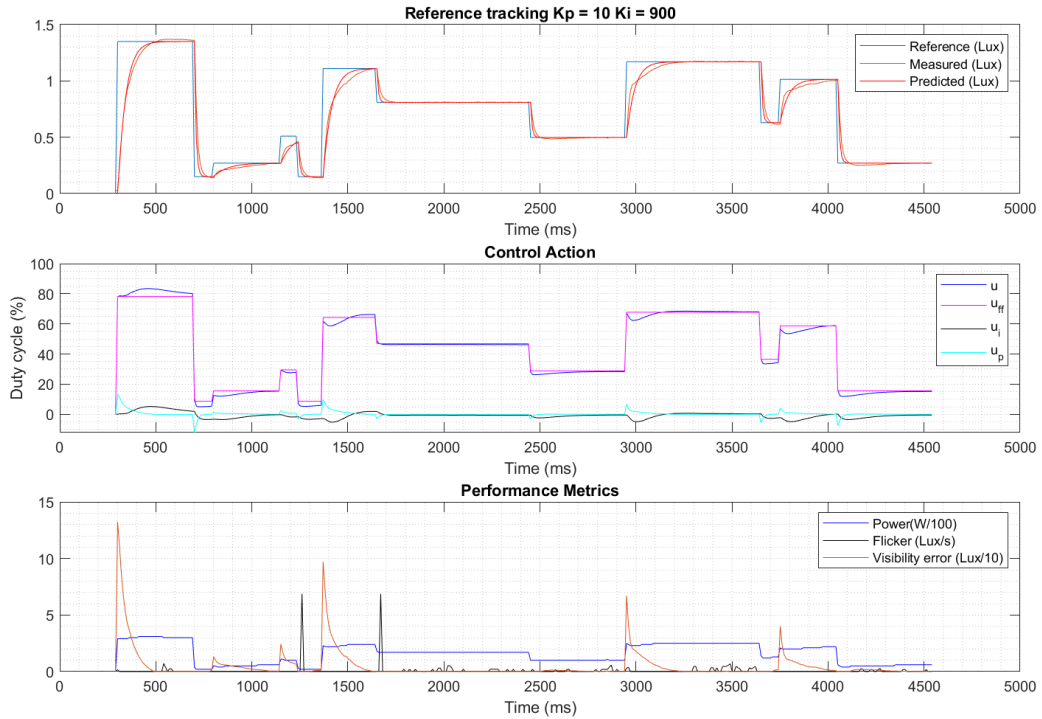 Reference tracking Kp = 10 Ki = 900
1.5
1
0.5
0
Reference (Lux)
Measured (Lux)
Predicted (Lux)
0 500 1000 1500 2000 2500 3000 3500 4000 4500 5000
Time (ms)
Control Action
Duty cycle (%)
100
80
60
40
20
0
u
u_ff
u_i
u_p
0 500 1000 1500 2000 2500 3000 3500 4000 4500 5000
Time (ms)
Performance Metrics
15
10
5
0
Power(W/100)
Flicker (Lux/s)
Visibility error (Lux/10)
0 500 1000 1500 2000 2500 3000 3500 4000 4500 5000
Time (ms)